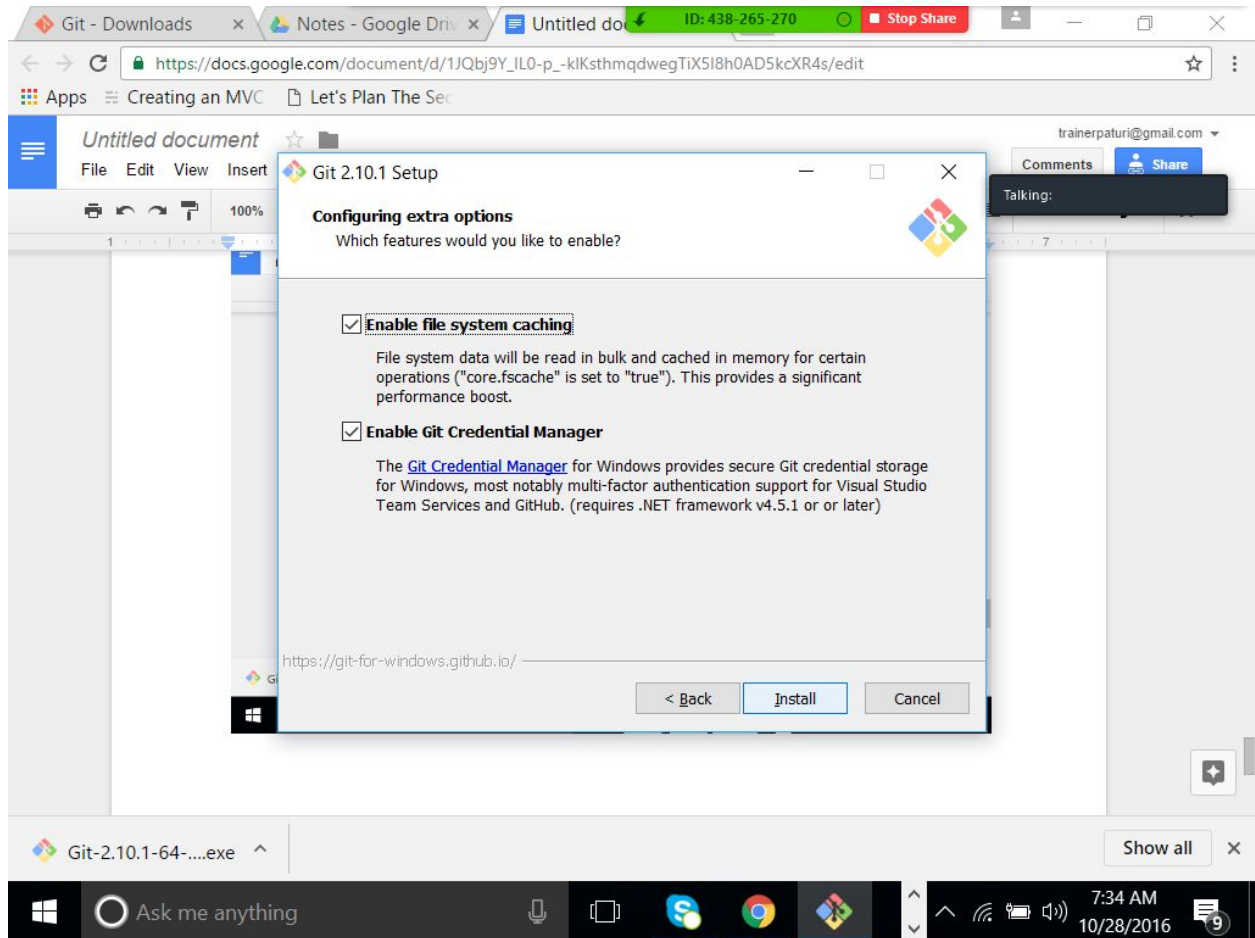 Git - Downloads
Notes - Google Driv
Untitled do
ID: 438-265-270
Stop Share
https://docs.google.com/document/d/1JQbj9Y_IL0-p_-klKsthmqdwegTiX5I8h0AD5kcXR4s/edit
Apps
Creating an MVC
Let's Plan The Sec
Untitled document
trainerpaturi@gmail.com
File Edit View Insert
Comments
Share
Talking:
100%
1
7
Git 2.10.1 Setup
Configuring extra options
Which features would you like to enable?
Enable file system caching
File system data will be read in bulk and cached in memory for certain
operations ("core.fscache" is set to "true"). This provides a significant
performance boost.
Enable Git Credential Manager
The Git Credential Manager for Windows provides secure Git credential storage
for Windows, most notably multi-factor authentication support for Visual Studio
Team Services and GitHub. (requires .NET framework v4.5.1 or or later)
https://git-for-windows.github.io/
< Back
Install
Cancel
Git-2.10.1-64-....exe
Show all
Ask me anything
7:34 AM
10/28/2016
9